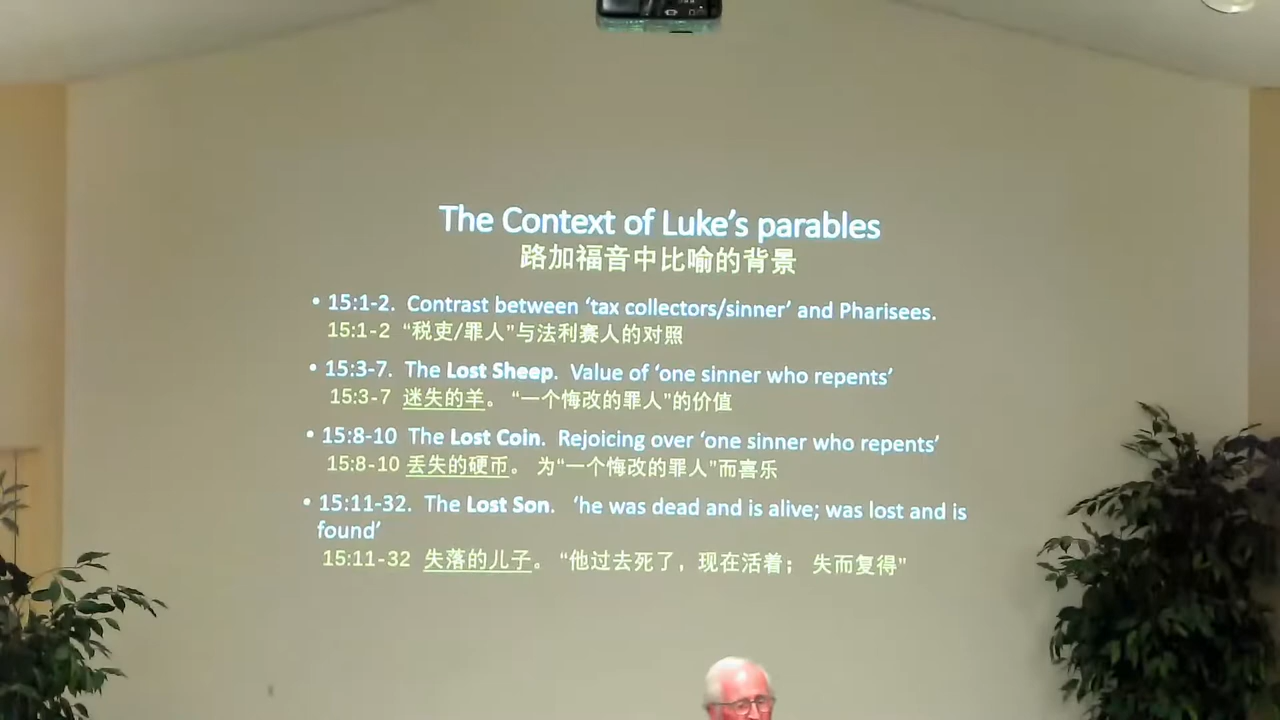 The Context of Luke's parables
路加福音中比喻的背景
• 15:1-2. Contrast between ‘tax collectors/sinner’ and Pharisees.
15:1-2 “税吏/罪人”与法利赛人的对照
• 15:3-7. The Lost Sheep. Value of ‘one sinner who repents’
15:3-7 迷失的羊。 “一个悔改的罪人”的价值
• 15:8-10 The Lost Coin. Rejoicing over ‘one sinner who repents’
15:8-10 丢失的硬币。 为“一个悔改的罪人”而喜乐
• 15:11-32. The Lost Son. ‘he was dead and is alive; was lost and is
found’
15:11-32 失落的儿子。 “他过去死了，现在活着； 失而复得”